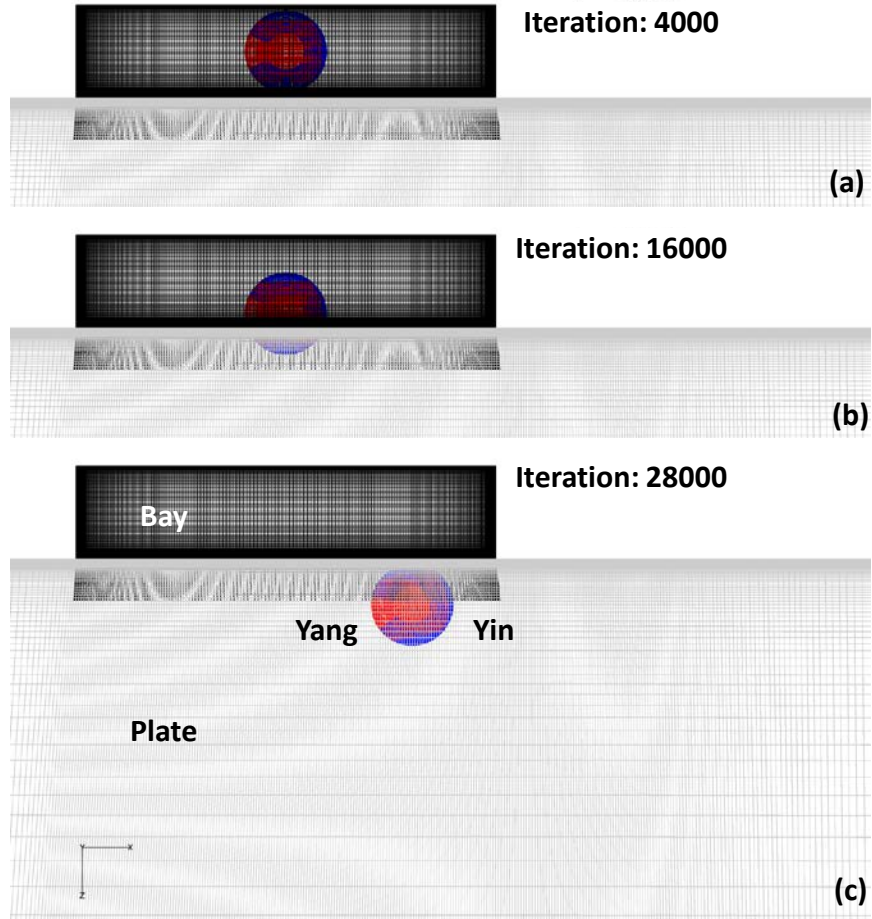 Iteration: 4000
(a)
Iteration: 16000
(b)
Iteration: 28000
Bay
Yang
Yin
Plate
Y
X
Z
(c)